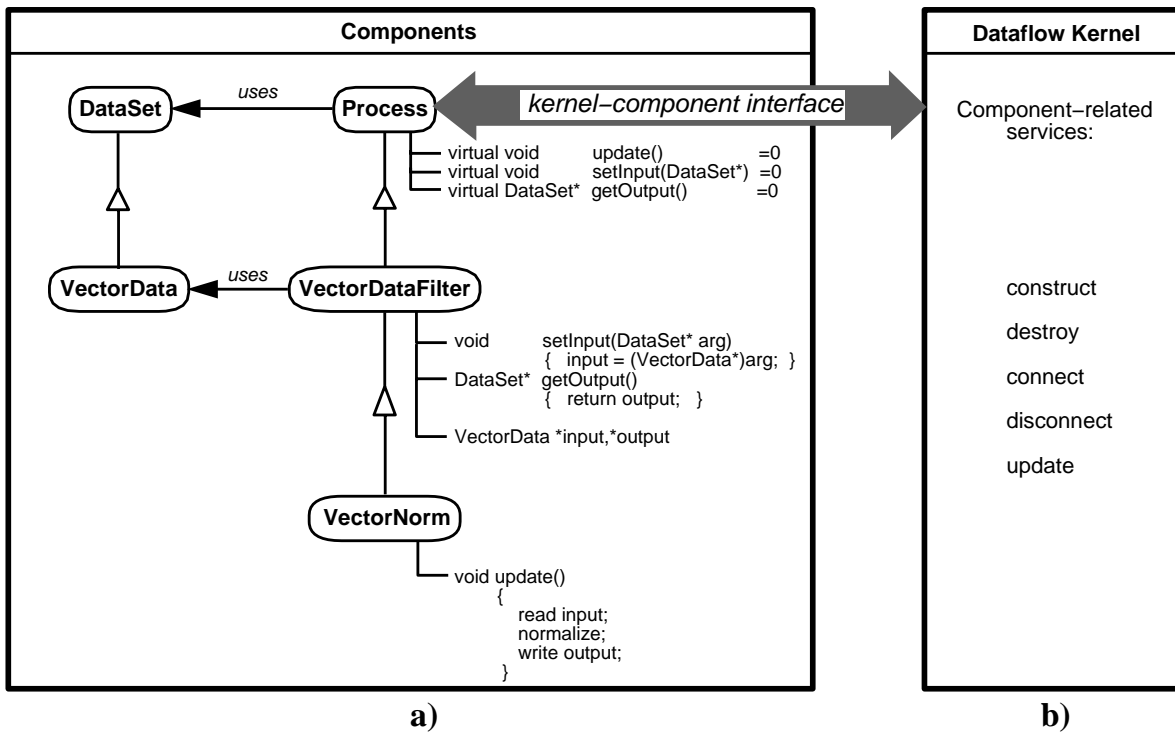 Components
Dataflow Kernel
DataSet
uses
Process
kernel−component interface
Component−related
services:
virtual void update() =0
virtual void setInput(DataSet*) =0
virtual DataSet* getOutput() =0
VectorData
uses
VectorDataFilter
construct
destroy
connect
disconnect
update
void setInput(DataSet* arg)
{ input = (VectorData*)arg; }
DataSet* getOutput()
{ return output; }
VectorData *input,*output
VectorNorm
void update()
{
read input;
normalize;
write output;
}
a)
b)